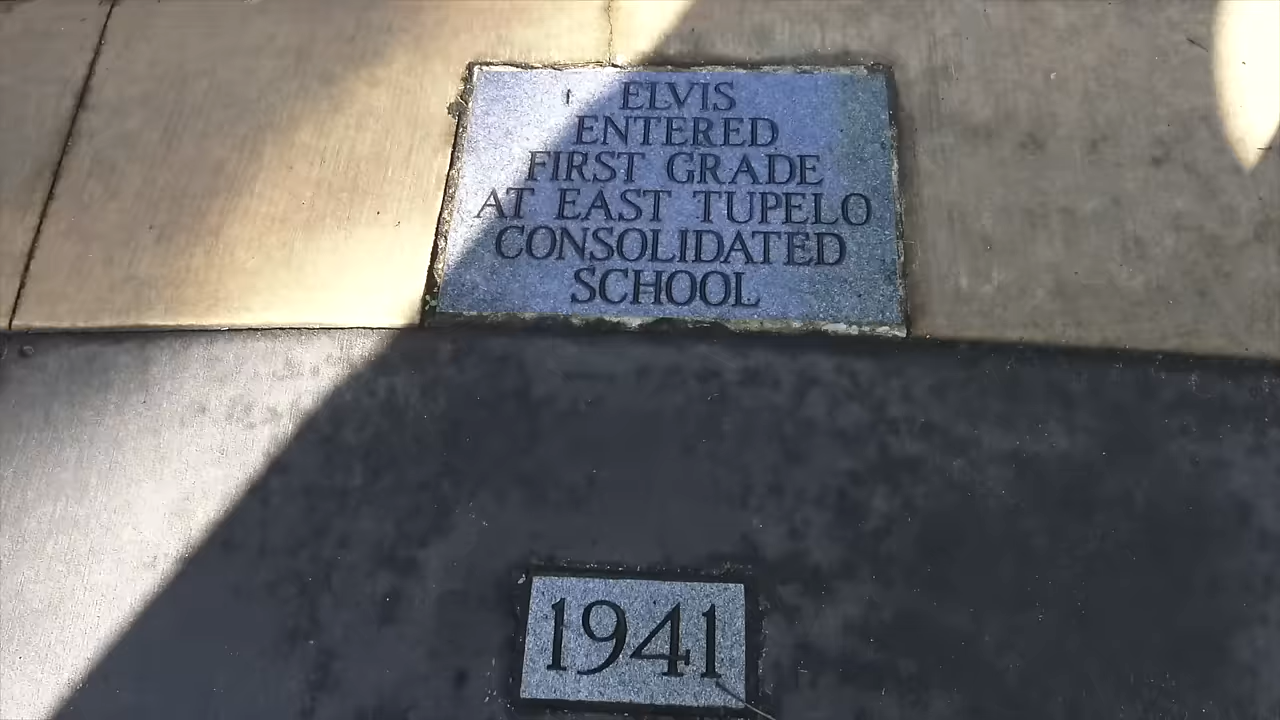 ELVIS
ENTERED
FIRST GRADE
AT EAST TUPELO
CONSOLIDATED
SCHOOL
1941